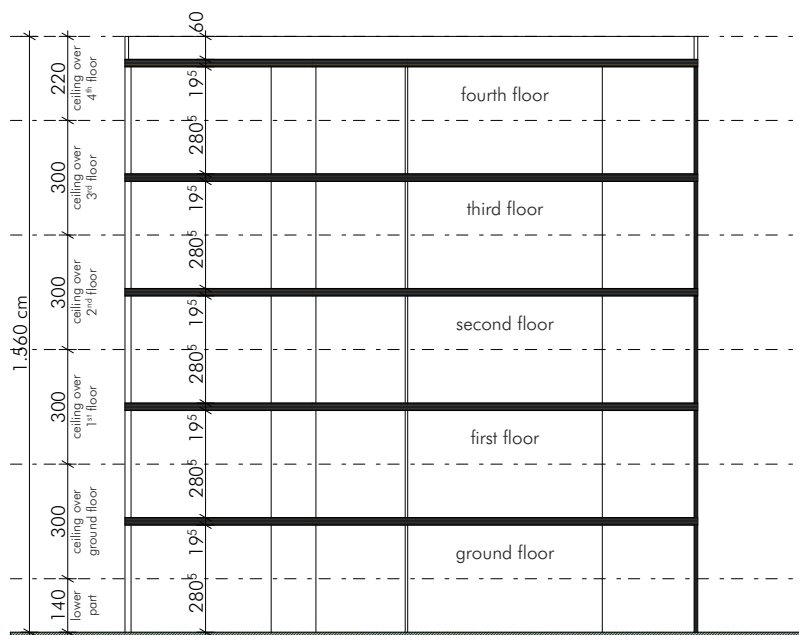 60
220
ceiling over
4th floor
19⁵
fourth floor
280⁵
300
ceiling over
3rd floor
19⁵
third floor
280⁵
300
ceiling over
2nd floor
19⁵
second floor
1.560 cm
280⁵
300
ceiling over
1st floor
19⁵
first floor
280⁵
300
ceiling over
ground floor
19⁵
ground floor
280⁵
140
lower
part